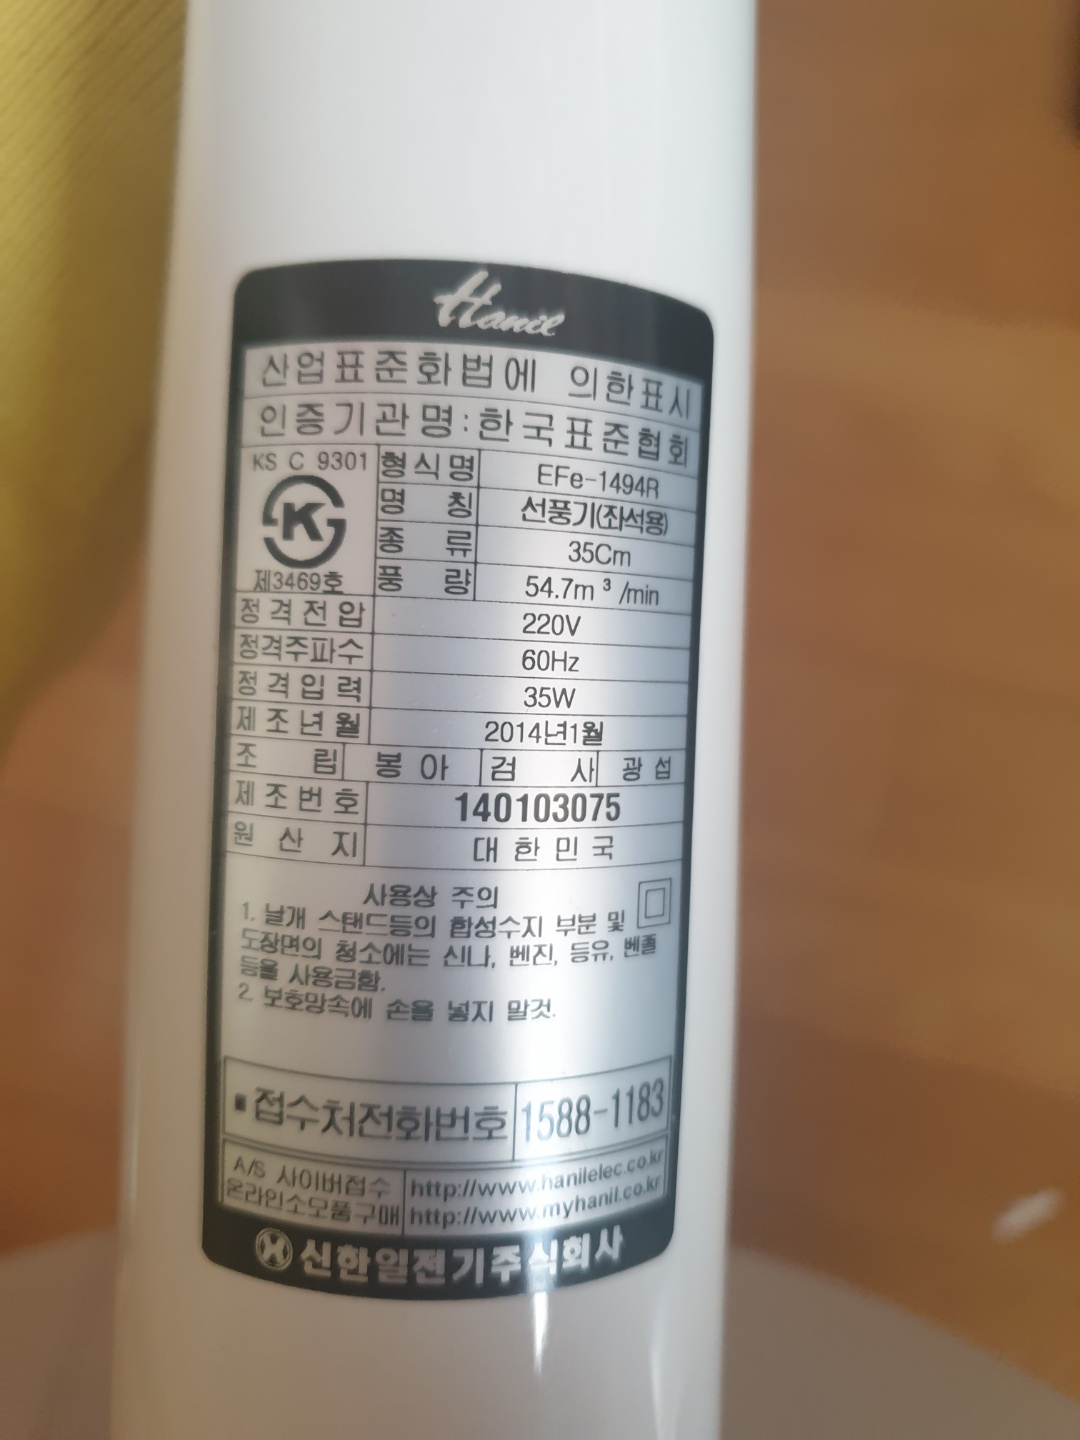 Hanil
산업표준화법에 의한표시
인증기관명:한국표준협회
KS C 9301
K
제3469호
형식명 EFe-1494R
명 칭 선풍기(좌석용)
종 류 35Cm
풍 량 54.7m³/min
정격전압 220V
정격주파수 60Hz
정격입력 35W
제조년월 2014년1월
조 립 봉아 검 사 광섭
제조번호 140103075
원 산 지 대한민국
사용상 주의
1. 날개 스탠드등의 합성수지 부분 및
도장면의 청소에는 신나, 벤진, 등유, 벤졸
등을 사용금함.
2. 보호망속에 손을 넣지 말것.
■접수처전화번호 1588-1183
A/S 사이버접수 http://www.hanilelec.co.kr
온라인소모품구매 http://www.myhanil.co.kr
신한일전기주식회사